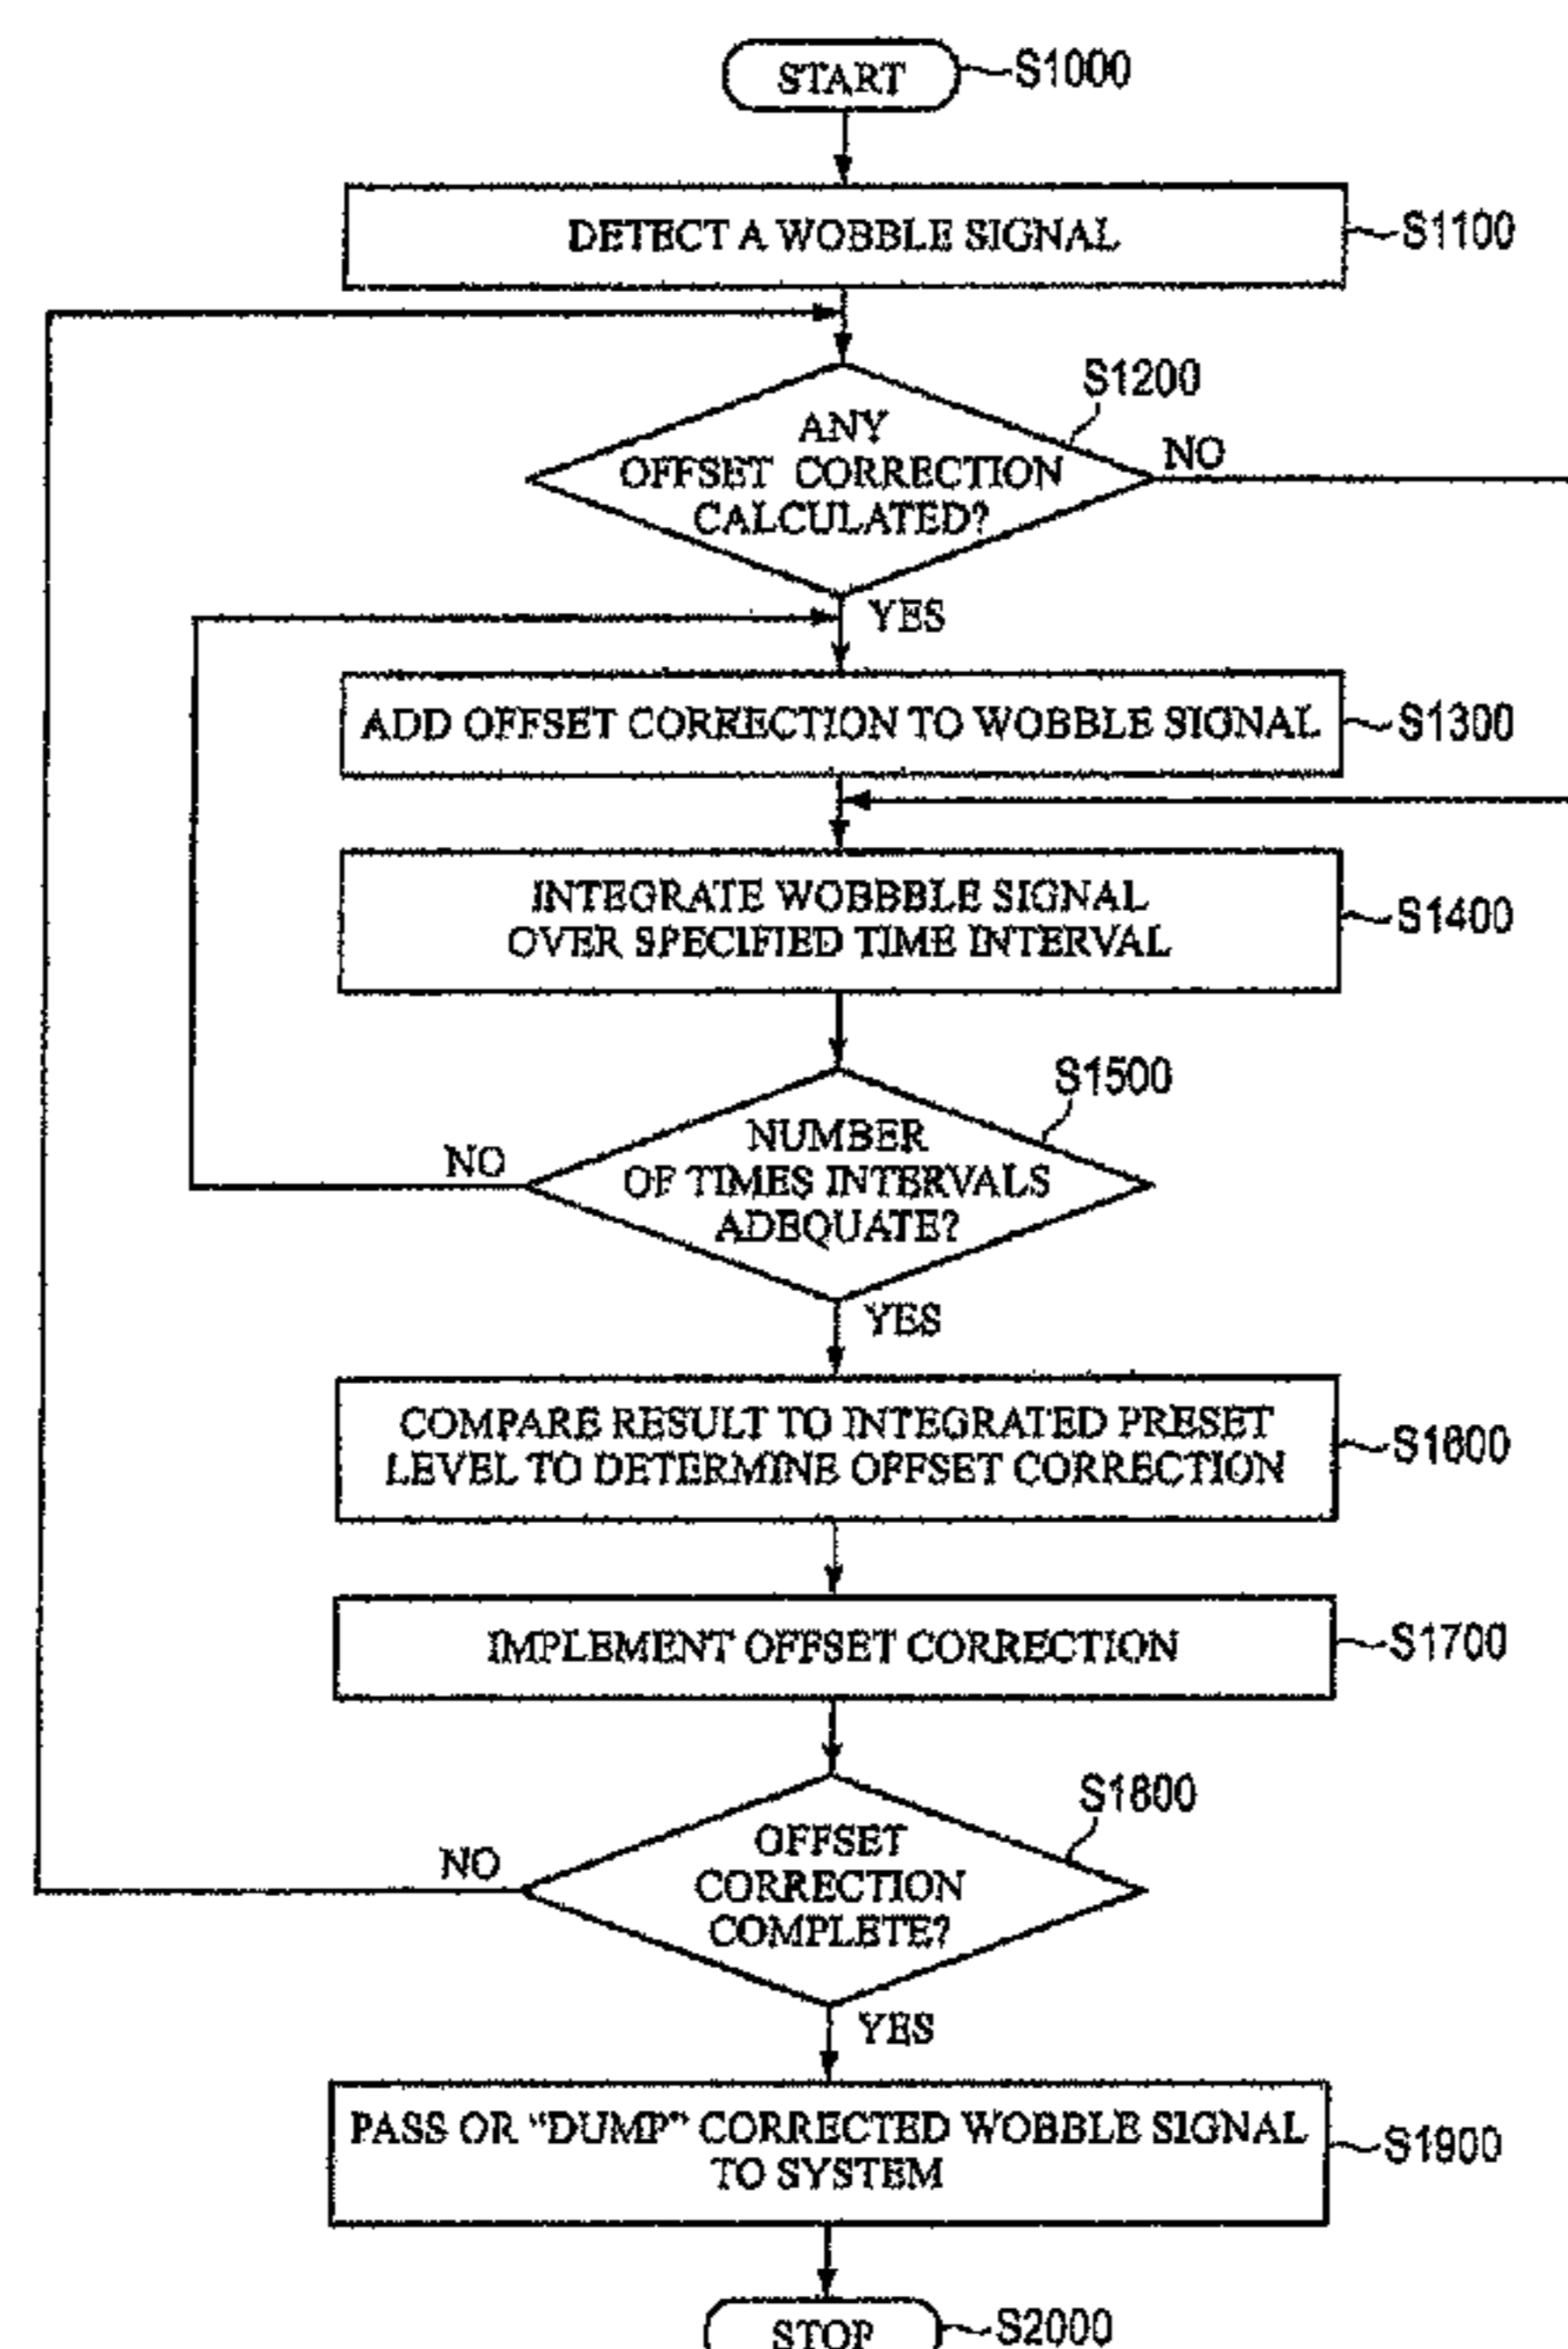 START
S1000
DETECT A WOBBLE SIGNAL
S1100
S1200
ANY
OFFSET CORRECTION
CALCULATED?
NO
YES
ADD OFFSET CORRECTION TO WOBBLE SIGNAL
S1300
INTEGRATE WOBBBLE SIGNAL
OVER SPECIFIED TIME INTERVAL
S1400
S1500
NUMBER
OF TIMES INTERVALS
ADEQUATE?
NO
YES
COMPARE RESULT TO INTEGRATED PRESET
LEVEL TO DETERMINE OFFSET CORRECTION
S1600
IMPLEMENT OFFSET CORRECTION
S1700
S1800
OFFSET
CORRECTION
COMPLETE?
NO
YES
PASS OR "DUMP" CORRECTED WOBBLE SIGNAL
TO SYSTEM
S1900
STOP
S2000